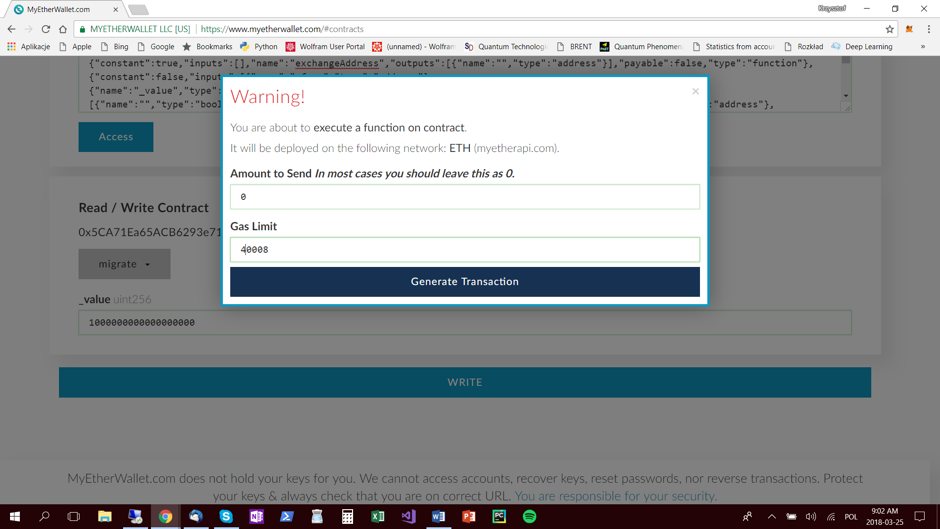 MyEtherWallet.com
Krzysztof
MYETHERWALLET LLC [US] | https://www.myetherwallet.com/#contracts
Aplikacje Apple Bing Google Bookmarks Python Wolfram User Portal (unnamed) - Wolfram Quantum Technologi BRENT Quantum Phenomen Statistics from accour Rozkład Deep Learning »
{"constant":true,"inputs":[],"name":"exchangeAddress","outputs":[{"name":"","type":"address"}],"payable":false,"type":"function"},
{"constant":false,"input
{"name":"_value","type":
[{"name":"","type":"bool "address"},
Access
Warning!
×
You are about to execute a function on contract.
It will be deployed on the following network: ETH (myetherapi.com).
Amount to Send In most cases you should leave this as 0.
0
Gas Limit
40008
Generate Transaction
Read / Write Contract
0x5CA71Ea65ACB6293e71
migrate
_value uint256
1000000000000000000
WRITE
MyEtherWallet.com does not hold your keys for you. We cannot access accounts, recover keys, reset passwords, nor reverse transactions. Protect
your keys & always check that you are on correct URL. You are responsible for your security.
POL
9:02 AM
2018-03-25